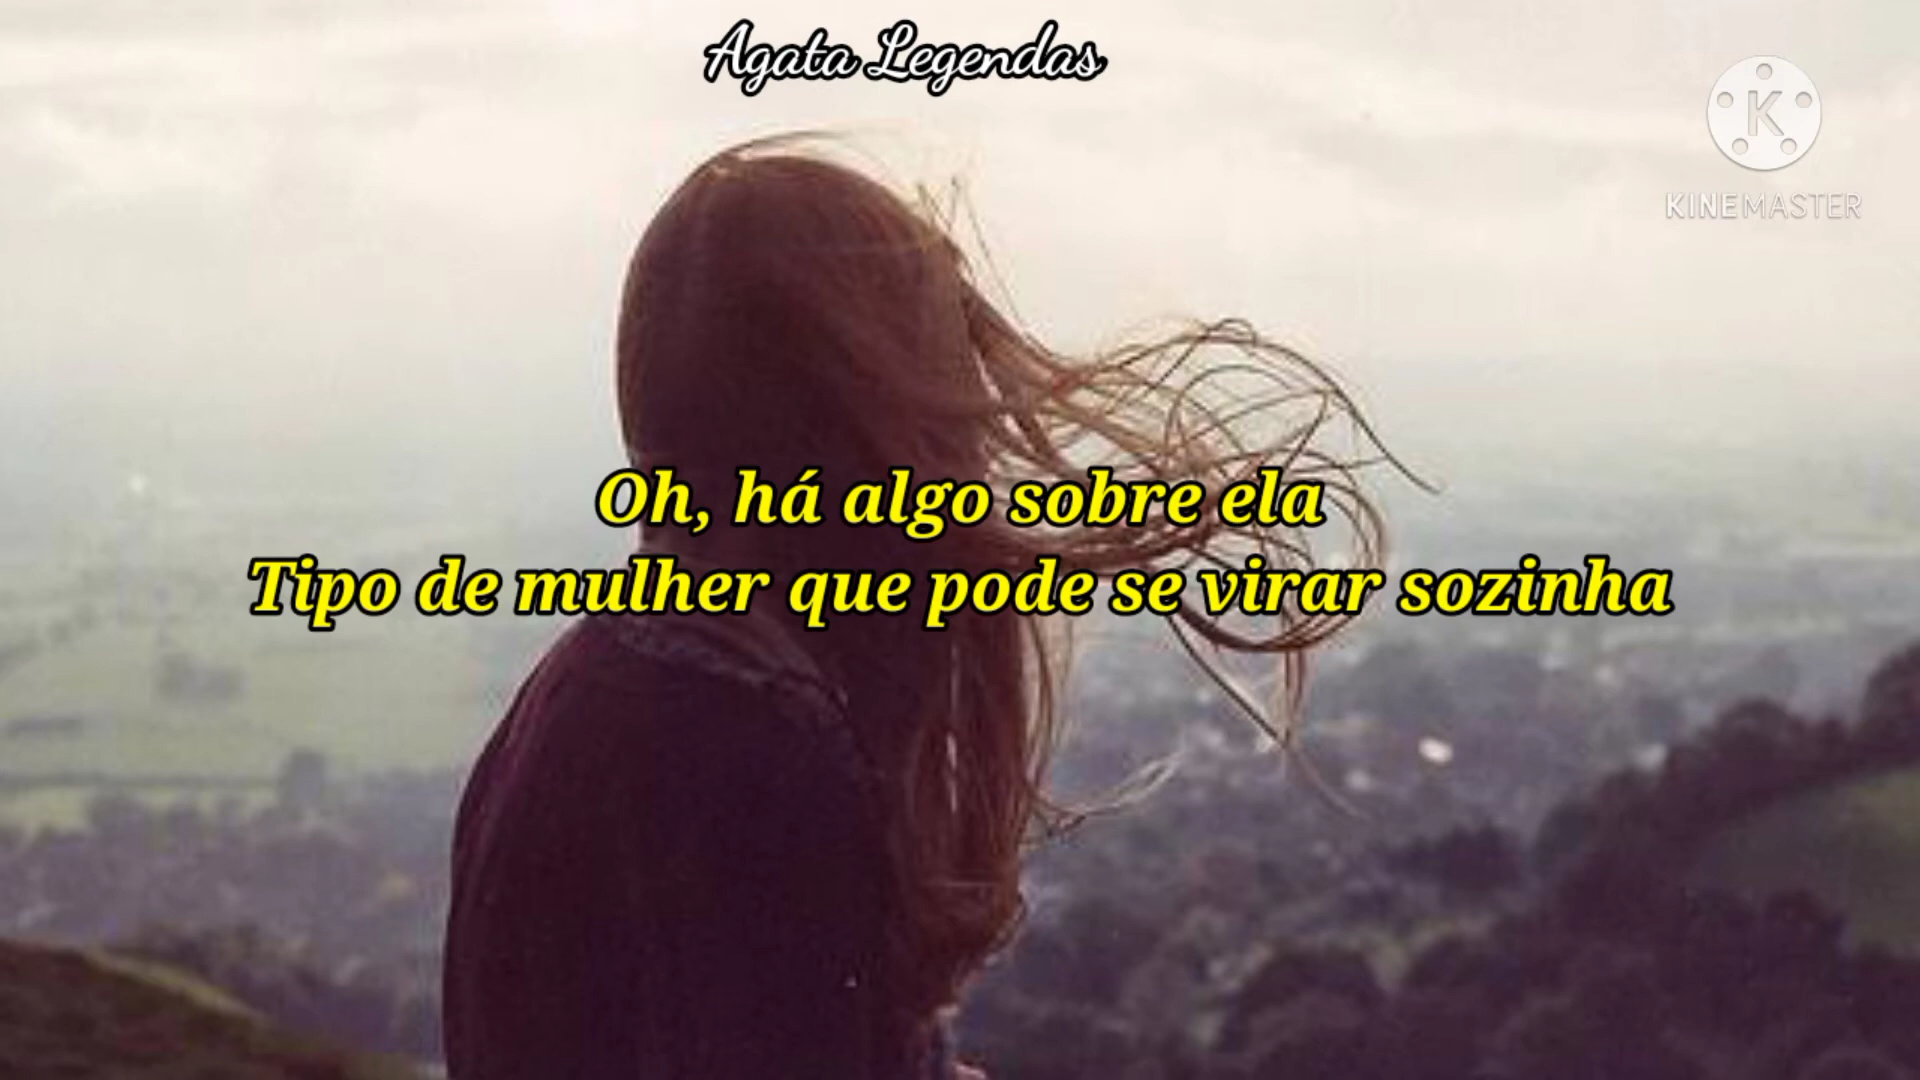 Agata Legendas
K
KINEMASTER
Oh, há algo sobre ela
Tipo de mulher que pode se virar sozinha